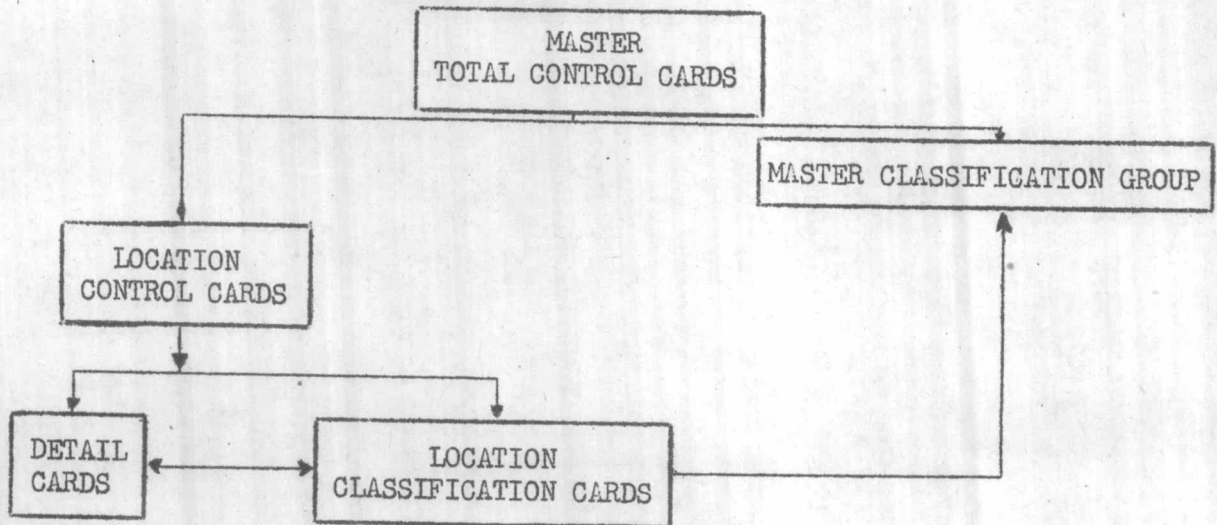 MASTER
TOTAL CONTROL CARDS
MASTER CLASSIFICATION GROUP
LOCATION
CONTROL CARDS
DETAIL
CARDS
LOCATION
CLASSIFICATION CARDS